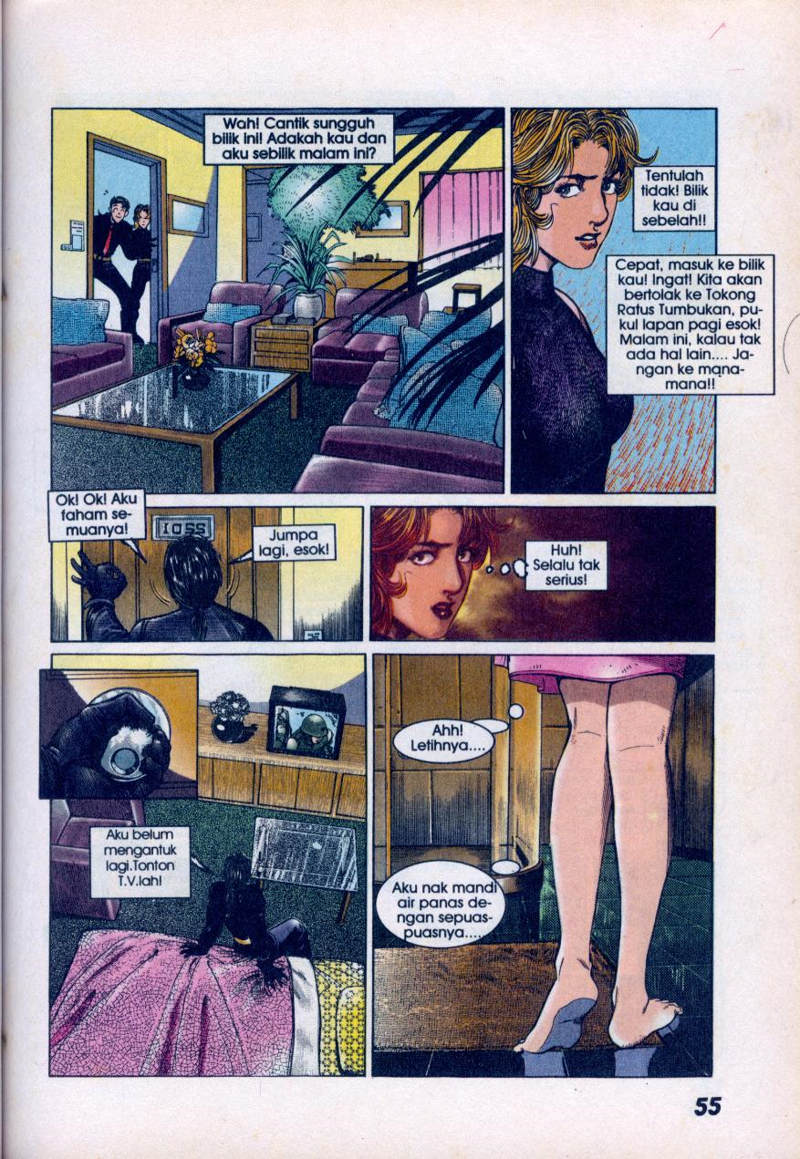 Wah! Cantik sungguh
bilik ini! Adakah kau dan
aku sebilik malam ini?
Tentulah
tidak! Bilik
kau di
sebelah!!
Cepat, masuk ke bilik
kau! Ingat! Kita akan
bertolak ke Tokong
Ratus Tumbukan, pu-
kul lapan pagi esok!
Malam ini, kalau tak
ada hal lain.... Ja-
ngan ke mana-
mana!!
Ok! Ok! Aku
faham se-
muanya!
1055
Jumpa
lagi, esok!
Huh!
Selalu tak
serius!
Aku belum
mengantuk
lagi.Tonton
T.V.lah!
Ahh!
Letihnya....
Aku nak mandi
air panas de-
ngan sepuas-
puasnya....
55